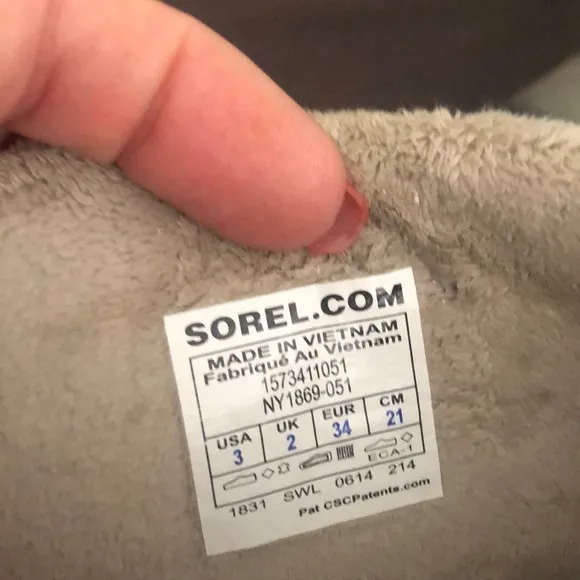 SOREL.COM
MADE IN VIETNAM
Fabriqué Au Vietnam
1573411051
NY1869-051
USA UK EUR CM
3 2 34 21
ECA-1
1831 SWL 0614 214
Pat CSCPatents.com